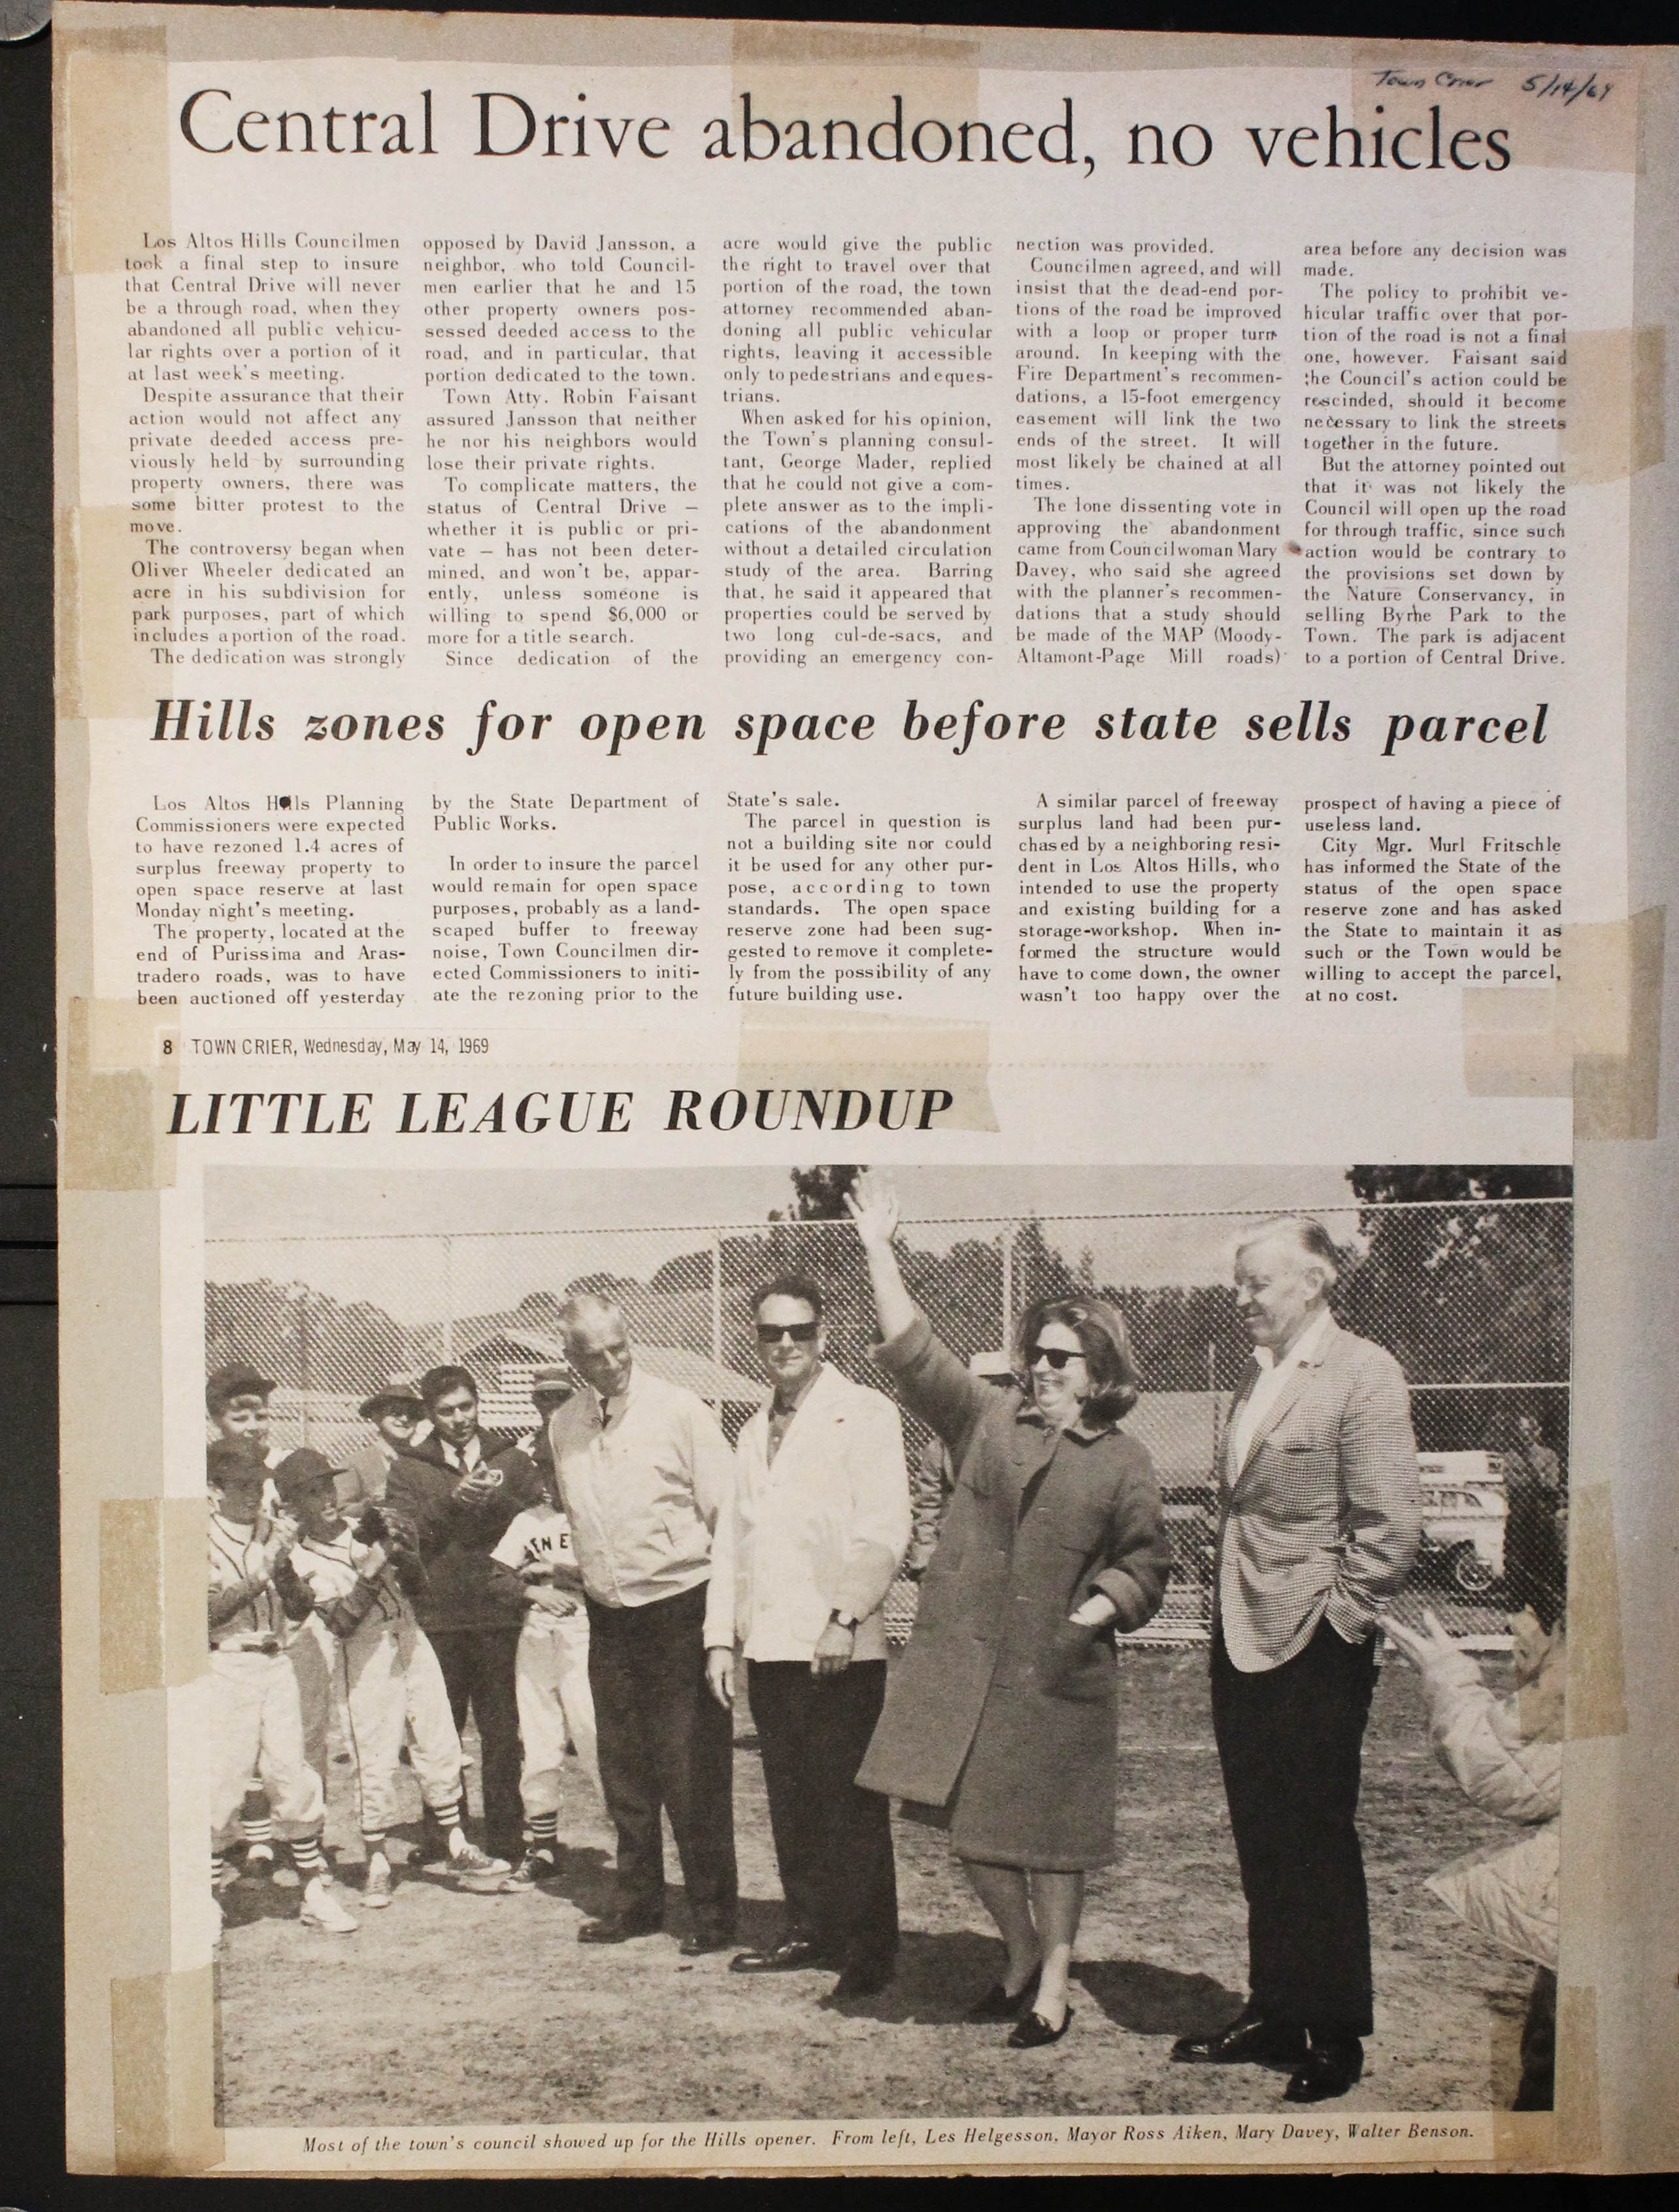 Town Crier 5/14/69
Central Drive abandoned, no vehicles
Los Altos Hills Councilmen
took a final step to insure
that Central Drive will never
be a through road, when they
abandoned all public vehicu-
lar rights over a portion of it
at last week's meeting.
Despite assurance that their
action would not affect any
private deeded access pre-
viously held by surrounding
property owners, there was
some bitter protest to the
move.
The controversy began when
Oliver Wheeler dedicated an
acre in his subdivision for
park purposes, part of which
includes a portion of the road.
The dedication was strongly
opposed by David Jansson, a
neighbor, who told Council-
men earlier that he and 15
other property owners pos-
sessed deeded access to the
road, and in particular, that
portion dedicated to the town.
Town Atty. Robin Faisant
assured Jansson that neither
he nor his neighbors would
lose their private rights.
To complicate matters, the
status of Central Drive —
whether it is public or pri-
vate — has not been deter-
mined, and won't be, appar-
ently, unless someone is
willing to spend $6,000 or
more for a title search.
Since dedication of the
acre would give the public
the right to travel over that
portion of the road, the town
attorney recommended aban-
doning all public vehicular
rights, leaving it accessible
only to pedestrians and eques-
trians.
When asked for his opinion,
the Town's planning consul-
tant, George Mader, replied
that he could not give a com-
plete answer as to the impli-
cations of the abandonment
without a detailed circulation
study of the area. Barring
that, he said it appeared that
properties could be served by
two long cul-de-sacs, and
providing an emergency con-
nection was provided.
Councilmen agreed, and will
insist that the dead-end por-
tions of the road be improved
with a loop or proper turn
around. In keeping with the
Fire Department's recommen-
dations, a 15-foot emergency
easement will link the two
ends of the street. It will
most likely be chained at all
times.
The lone dissenting vote in
approving the abandonment
came from Councilwoman Mary
Davey, who said she agreed
with the planner's recommen-
dations that a study should
be made of the MAP (Moody-
Altamont-Page Mill roads)
area before any decision was
made.
The policy to prohibit ve-
hicular traffic over that por-
tion of the road is not a final
one, however. Faisant said
the Council's action could be
rescinded, should it become
necessary to link the streets
together in the future.
But the attorney pointed out
that it was not likely the
Council will open up the road
for through traffic, since such
action would be contrary to
the provisions set down by
the Nature Conservancy, in
selling Byrne Park to the
Town. The park is adjacent
to a portion of Central Drive.
Hills zones for open space before state sells parcel
Los Altos Hills Planning
Commissioners were expected
to have rezoned 1.4 acres of
surplus freeway property to
open space reserve at last
Monday night's meeting.
The property, located at the
end of Purissima and Aras-
tradero roads, was to have
been auctioned off yesterday
by the State Department of
Public Works.
In order to insure the parcel
would remain for open space
purposes, probably as a land-
scaped buffer to freeway
noise, Town Councilmen dir-
ected Commissioners to initi-
ate the rezoning prior to the
State's sale.
The parcel in question is
not a building site nor could
it be used for any other pur-
pose, according to town
standards. The open space
reserve zone had been sug-
gested to remove it complete-
ly from the possibility of any
future building use.
A similar parcel of freeway
surplus land had been pur-
chased by a neighboring resi-
dent in Los Altos Hills, who
intended to use the property
and existing building for a
storage-workshop. When in-
formed the structure would
have to come down, the owner
wasn't too happy over the
prospect of having a piece of
useless land.
City Mgr. Murl Fritschle
has informed the State of the
status of the open space
reserve zone and has asked
the State to maintain it as
such or the Town would be
willing to accept the parcel,
at no cost.
8 TOWN CRIER, Wednesday, May 14, 1969
LITTLE LEAGUE ROUNDUP
Most of the town's council showed up for the Hills opener. From left, Les Helgesson, Mayor Ross Aiken, Mary Davey, Walter Benson.